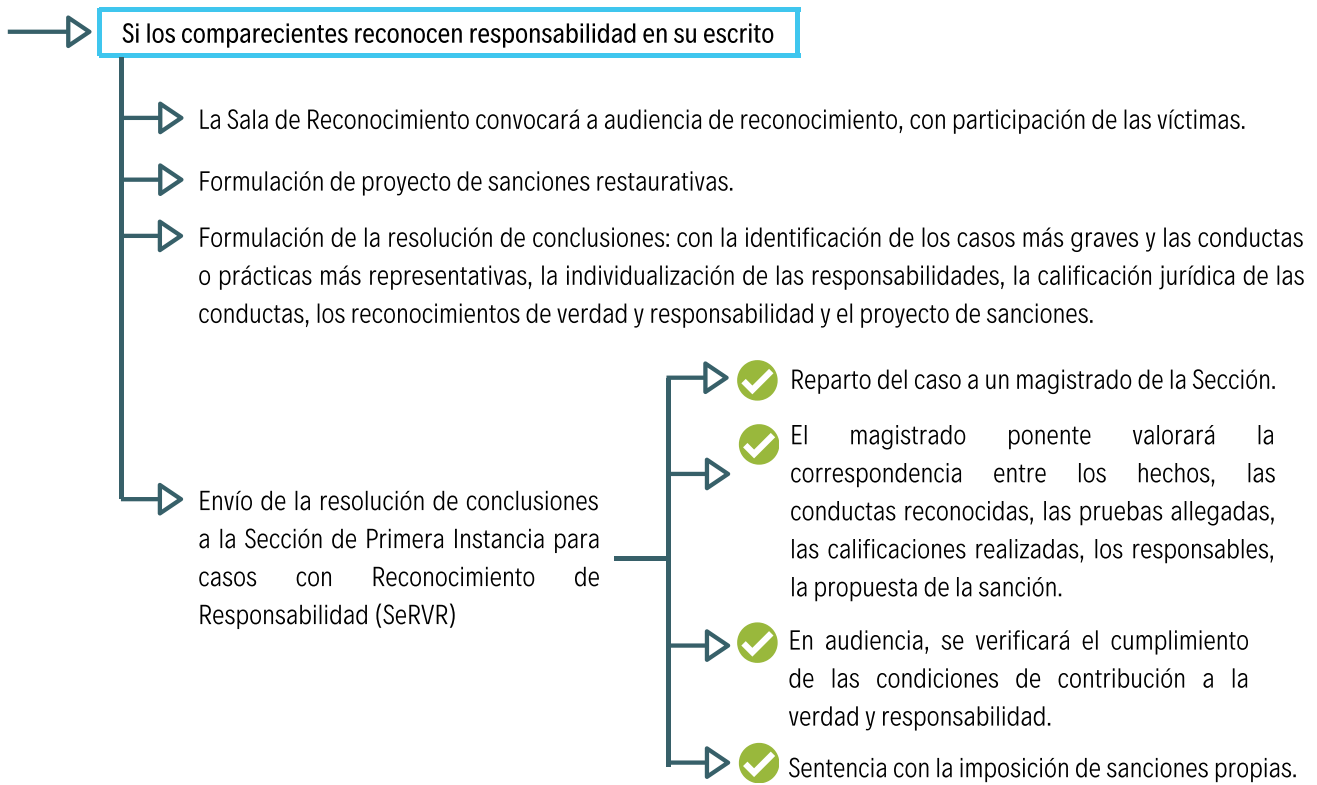 Si los comparecientes reconocen responsabilidad en su escrito
La Sala de Reconocimiento convocará a audiencia de reconocimiento, con participación de las víctimas.
Formulación de proyecto de sanciones restaurativas.
Formulación de la resolución de conclusiones: con la identificación de los casos más graves y las conductas
o prácticas más representativas, la individualización de las responsabilidades, la calificación jurídica de las
conductas, los reconocimientos de verdad y responsabilidad y el proyecto de sanciones.
Envío de la resolución de conclusiones
a la Sección de Primera Instancia para
casos con Reconocimiento de
Responsabilidad (SeRVR)
Reparto del caso a un magistrado de la Sección.
El magistrado ponente valorará la
correspondencia entre los hechos, las
conductas reconocidas, las pruebas allegadas,
las calificaciones realizadas, los responsables,
la propuesta de la sanción.
En audiencia, se verificará el cumplimiento
de las condiciones de contribución a la
verdad y responsabilidad.
Sentencia con la imposición de sanciones propias.